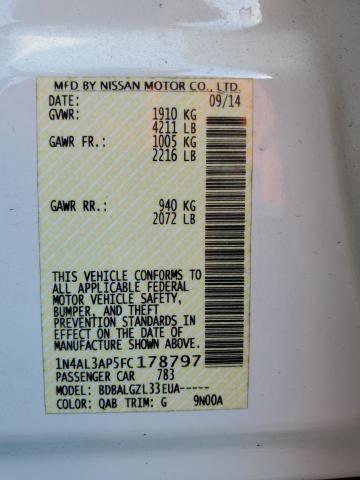 MFD BY NISSAN MOTOR CO., LTD.
DATE: 09/14
GVWR: 1910 KG
4211 LB
GAWR FR.: 1005 KG
2216 LB
GAWR RR.: 940 KG
2072 LB
THIS VEHICLE CONFORMS TO
ALL APPLICABLE FEDERAL
MOTOR VEHICLE SAFETY,
BUMPER, AND THEFT
PREVENTION STANDARDS IN
EFFECT ON THE DATE OF
MANUFACTURE SHOWN ABOVE.
1N4AL3AP5FC178797
PASSENGER CAR 783
MODEL: BDBALGZL33EUA-----
COLOR: QAB TRIM: G 9N00A